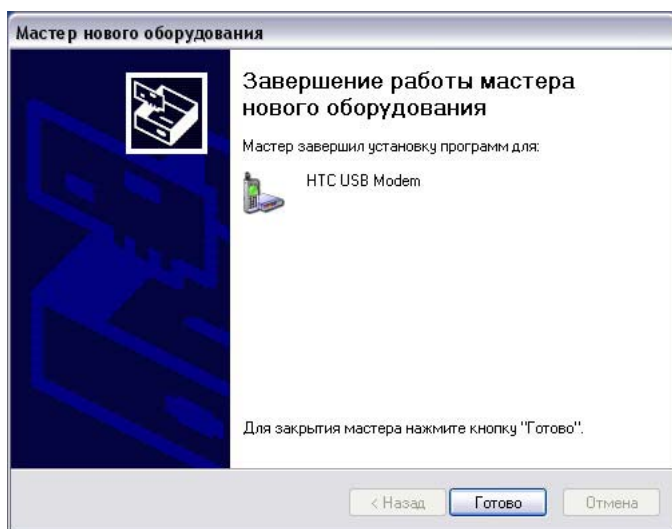 Мастер нового оборудования
Завершение работы мастера
нового оборудования
Мастер завершил установку программ для:
HTC USB Modem
Для закрытия мастера нажмите кнопку "Готово".
< Назад
Готово
Отмена